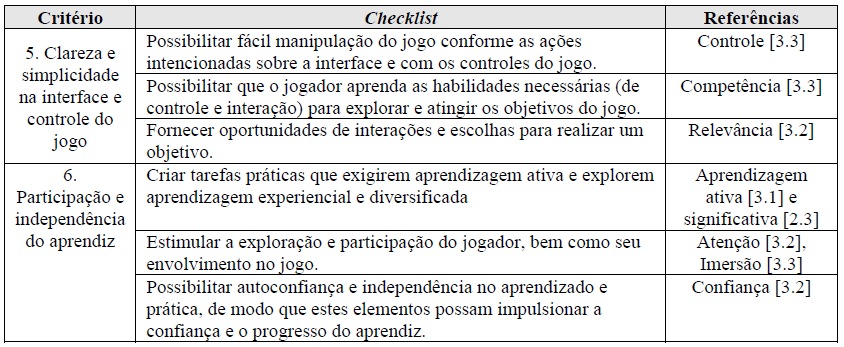 Critério Checklist Referências
5. Clareza e
simplicidade
na interface e
controle do
jogo
Possibilitar fácil manipulação do jogo conforme as ações
intencionadas sobre a interface e com os controles do jogo.
Controle [3.3]
Possibilitar que o jogador aprenda as habilidades necessárias (de
controle e interação) para explorar e atingir os objetivos do jogo.
Competência [3.3]
Fornecer oportunidades de interações e escolhas para realizar um
objetivo.
Relevância [3.2]
6.
Participação e
independência
do aprendiz
Criar tarefas práticas que exigirem aprendizagem ativa e explorem
aprendizagem experiencial e diversificada
Aprendizagem
ativa [3.1] e
significativa [2.3]
Estimular a exploração e participação do jogador, bem como seu
envolvimento no jogo.
Atenção [3.2],
Imersão [3.3]
Possibilitar autoconfiança e independência no aprendizado e
prática, de modo que estes elementos possam impulsionar a
confiança e o progresso do aprendiz.
Confiança [3.2]